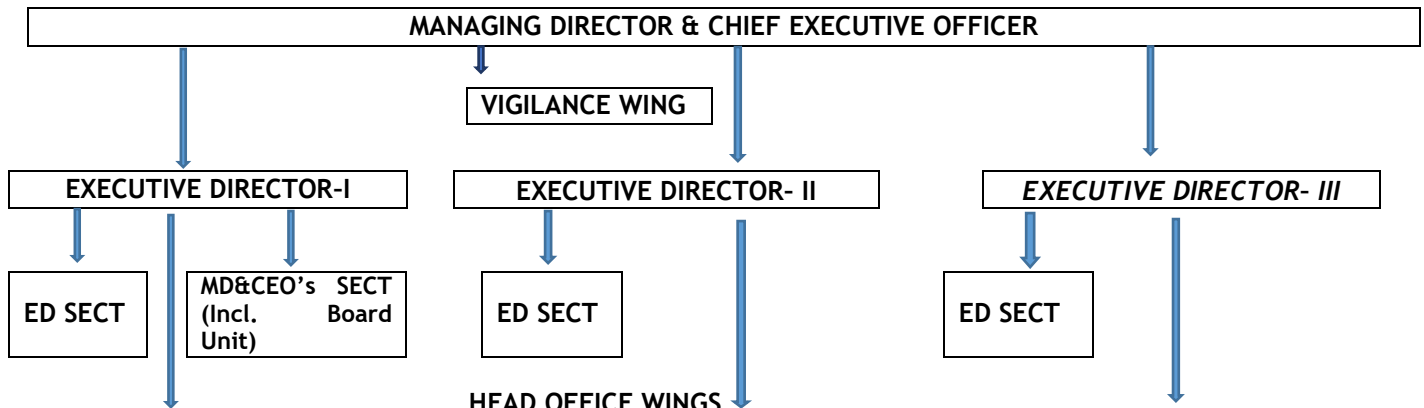 MANAGING DIRECTOR & CHIEF EXECUTIVE OFFICER
VIGILANCE WING
EXECUTIVE DIRECTOR-I
EXECUTIVE DIRECTOR- II
EXECUTIVE DIRECTOR- III
ED SECT
MD&CEO's SECT
(Incl. Board
Unit)
ED SECT
ED SECT
HEAD OFFICE WINGS